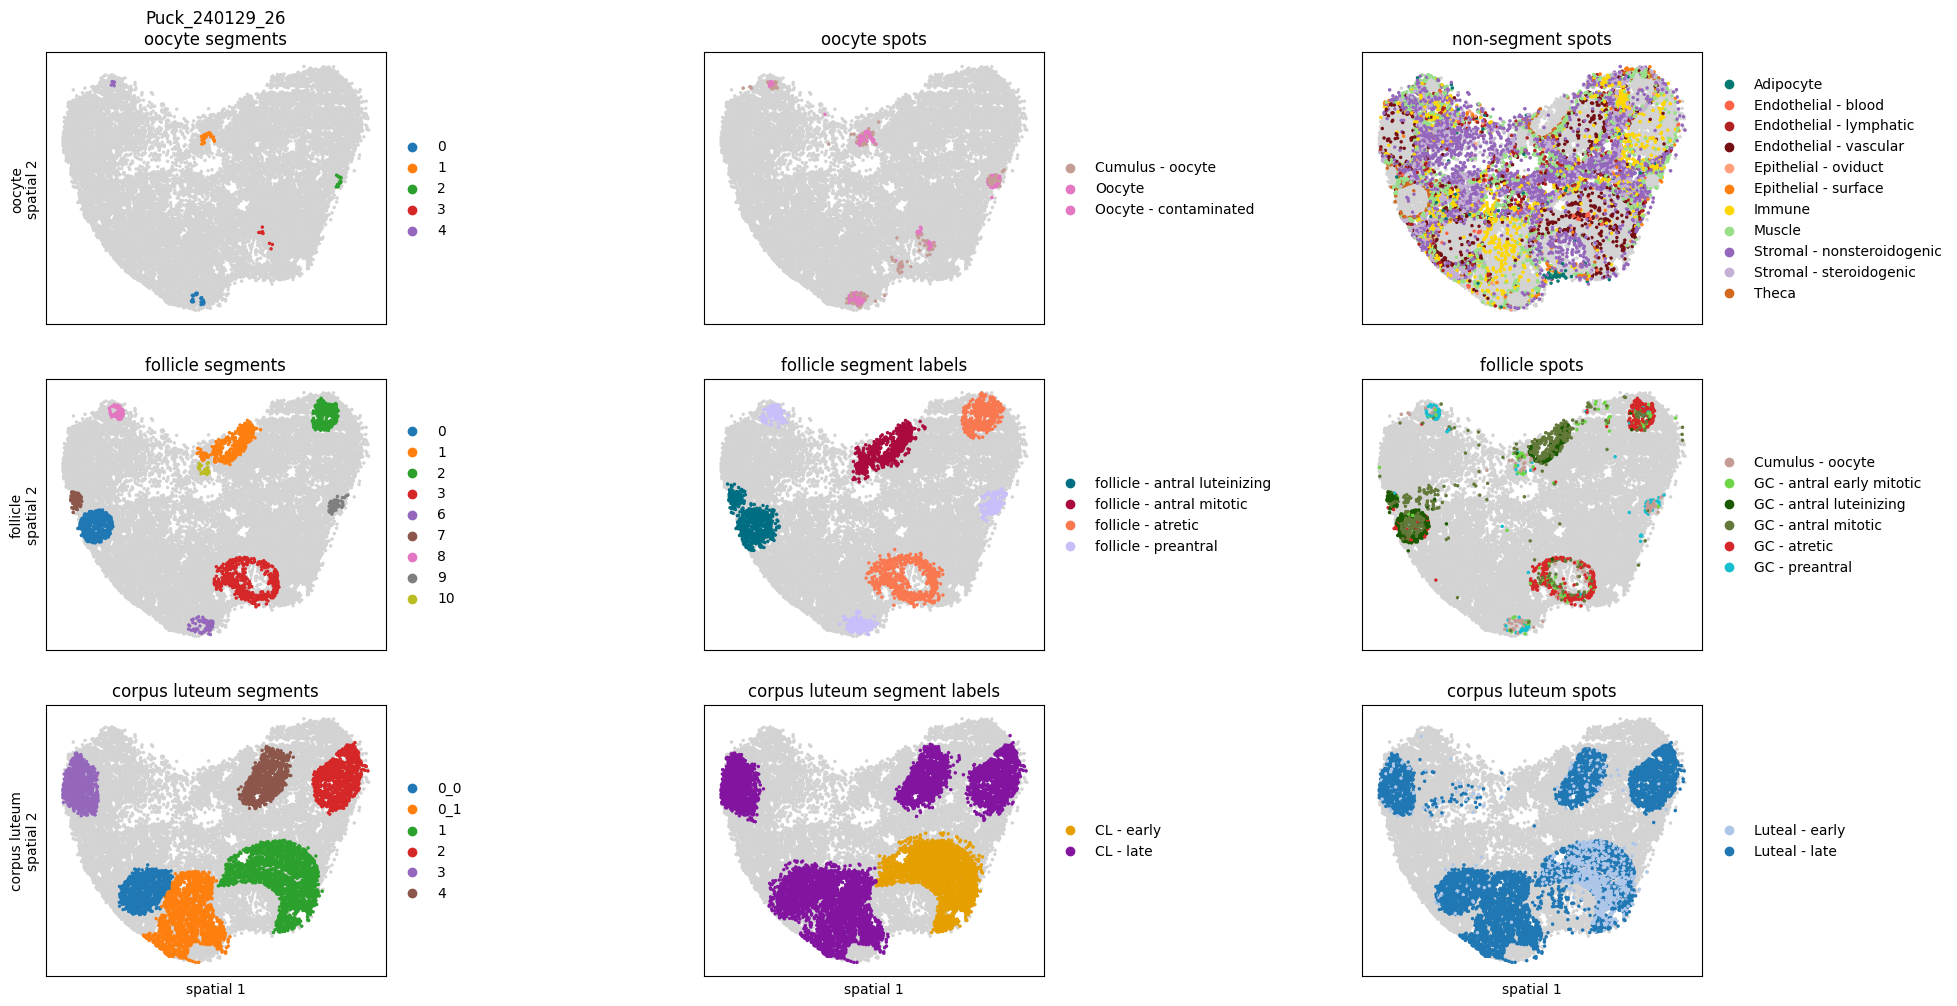 Puck_240129_26
oocyte segments
oocyte
spatial 2
0
1
2
3
4
oocyte spots
Cumulus - oocyte
Oocyte
Oocyte - contaminated
non-segment spots
Adipocyte
Endothelial - blood
Endothelial - lymphatic
Endothelial - vascular
Epithelial - oviduct
Epithelial - surface
Immune
Muscle
Stromal - nonsteroidogenic
Stromal - steroidogenic
Theca
follicle segments
follicle
spatial 2
0
1
2
3
6
7
8
9
10
follicle segment labels
follicle - antral luteinizing
follicle - antral mitotic
follicle - atretic
follicle - preantral
follicle spots
Cumulus - oocyte
GC - antral early mitotic
GC - antral luteinizing
GC - antral mitotic
GC - atretic
GC - preantral
corpus luteum segments
corpus luteum
spatial 2
spatial 1
0_0
0_1
1
2
3
4
corpus luteum segment labels
spatial 1
CL - early
CL - late
corpus luteum spots
spatial 1
Luteal - early
Luteal - late